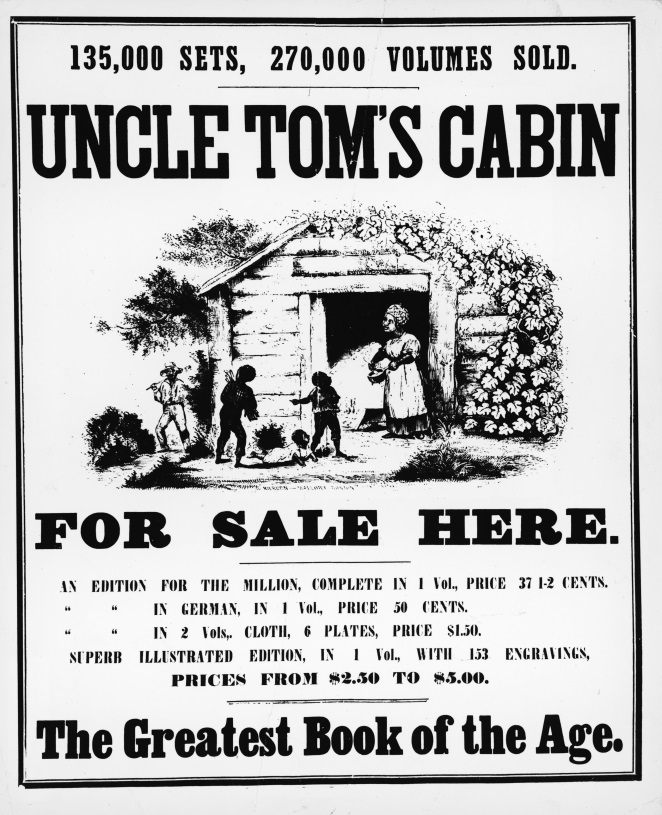 135,000 SETS, 270,000 VOLUMES SOLD.
UNCLE TOM'S CABIN
FOR SALE HERE.
AN EDITION FOR THE MILLION, COMPLETE IN 1 Vol., PRICE 37 1-2 CENTS.
" " IN GERMAN, IN 1 Vol., PRICE 50 CENTS.
" " IN 2 Vols,. CLOTH, 6 PLATES, PRICE $1.50.
SUPERB ILLUSTRATED EDITION, IN 1 Vol., WITH 153 ENGRAVINGS,
PRICES FROM $2.50 TO $5.00.
The Greatest Book of the Age.